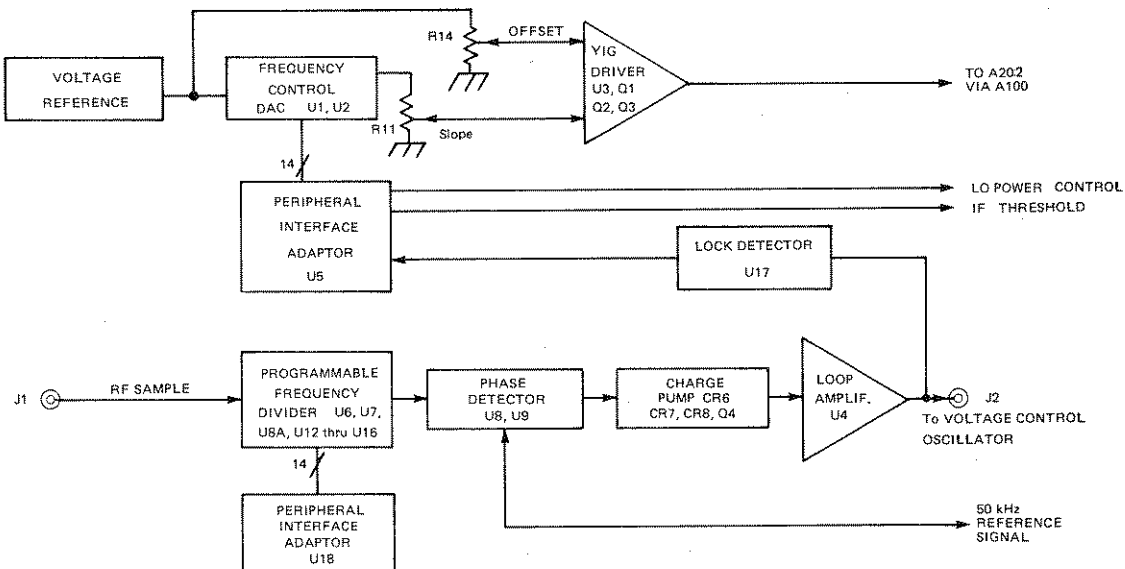 R14
OFFSET
VOLTAGE
REFERENCE
FREQUENCY
CONTROL
DAC U1, U2
R11
Slope
YIG
DRIVER
U3, Q1
Q2, Q3
TO A202
VIA A100
14
PERIPHERAL
INTERFACE
ADAPTOR
U5
LO POWER CONTROL
IF THRESHOLD
LOCK DETECTOR
U17
J1
RF SAMPLE
PROGRAMMABLE
FREQUENCY
DIVIDER U6, U7,
U8A, U12 thru U16
PHASE
DETECTOR
U8, U9
CHARGE
PUMP CR6
CR7, CR8, Q4
LOOP
AMPLIF.
U4
J2
To VOLTAGE CONTROL
OSCILLATOR
14
PERIPHERAL
INTERFACE
ADAPTOR
U18
50 kHz
REFERENCE
SIGNAL